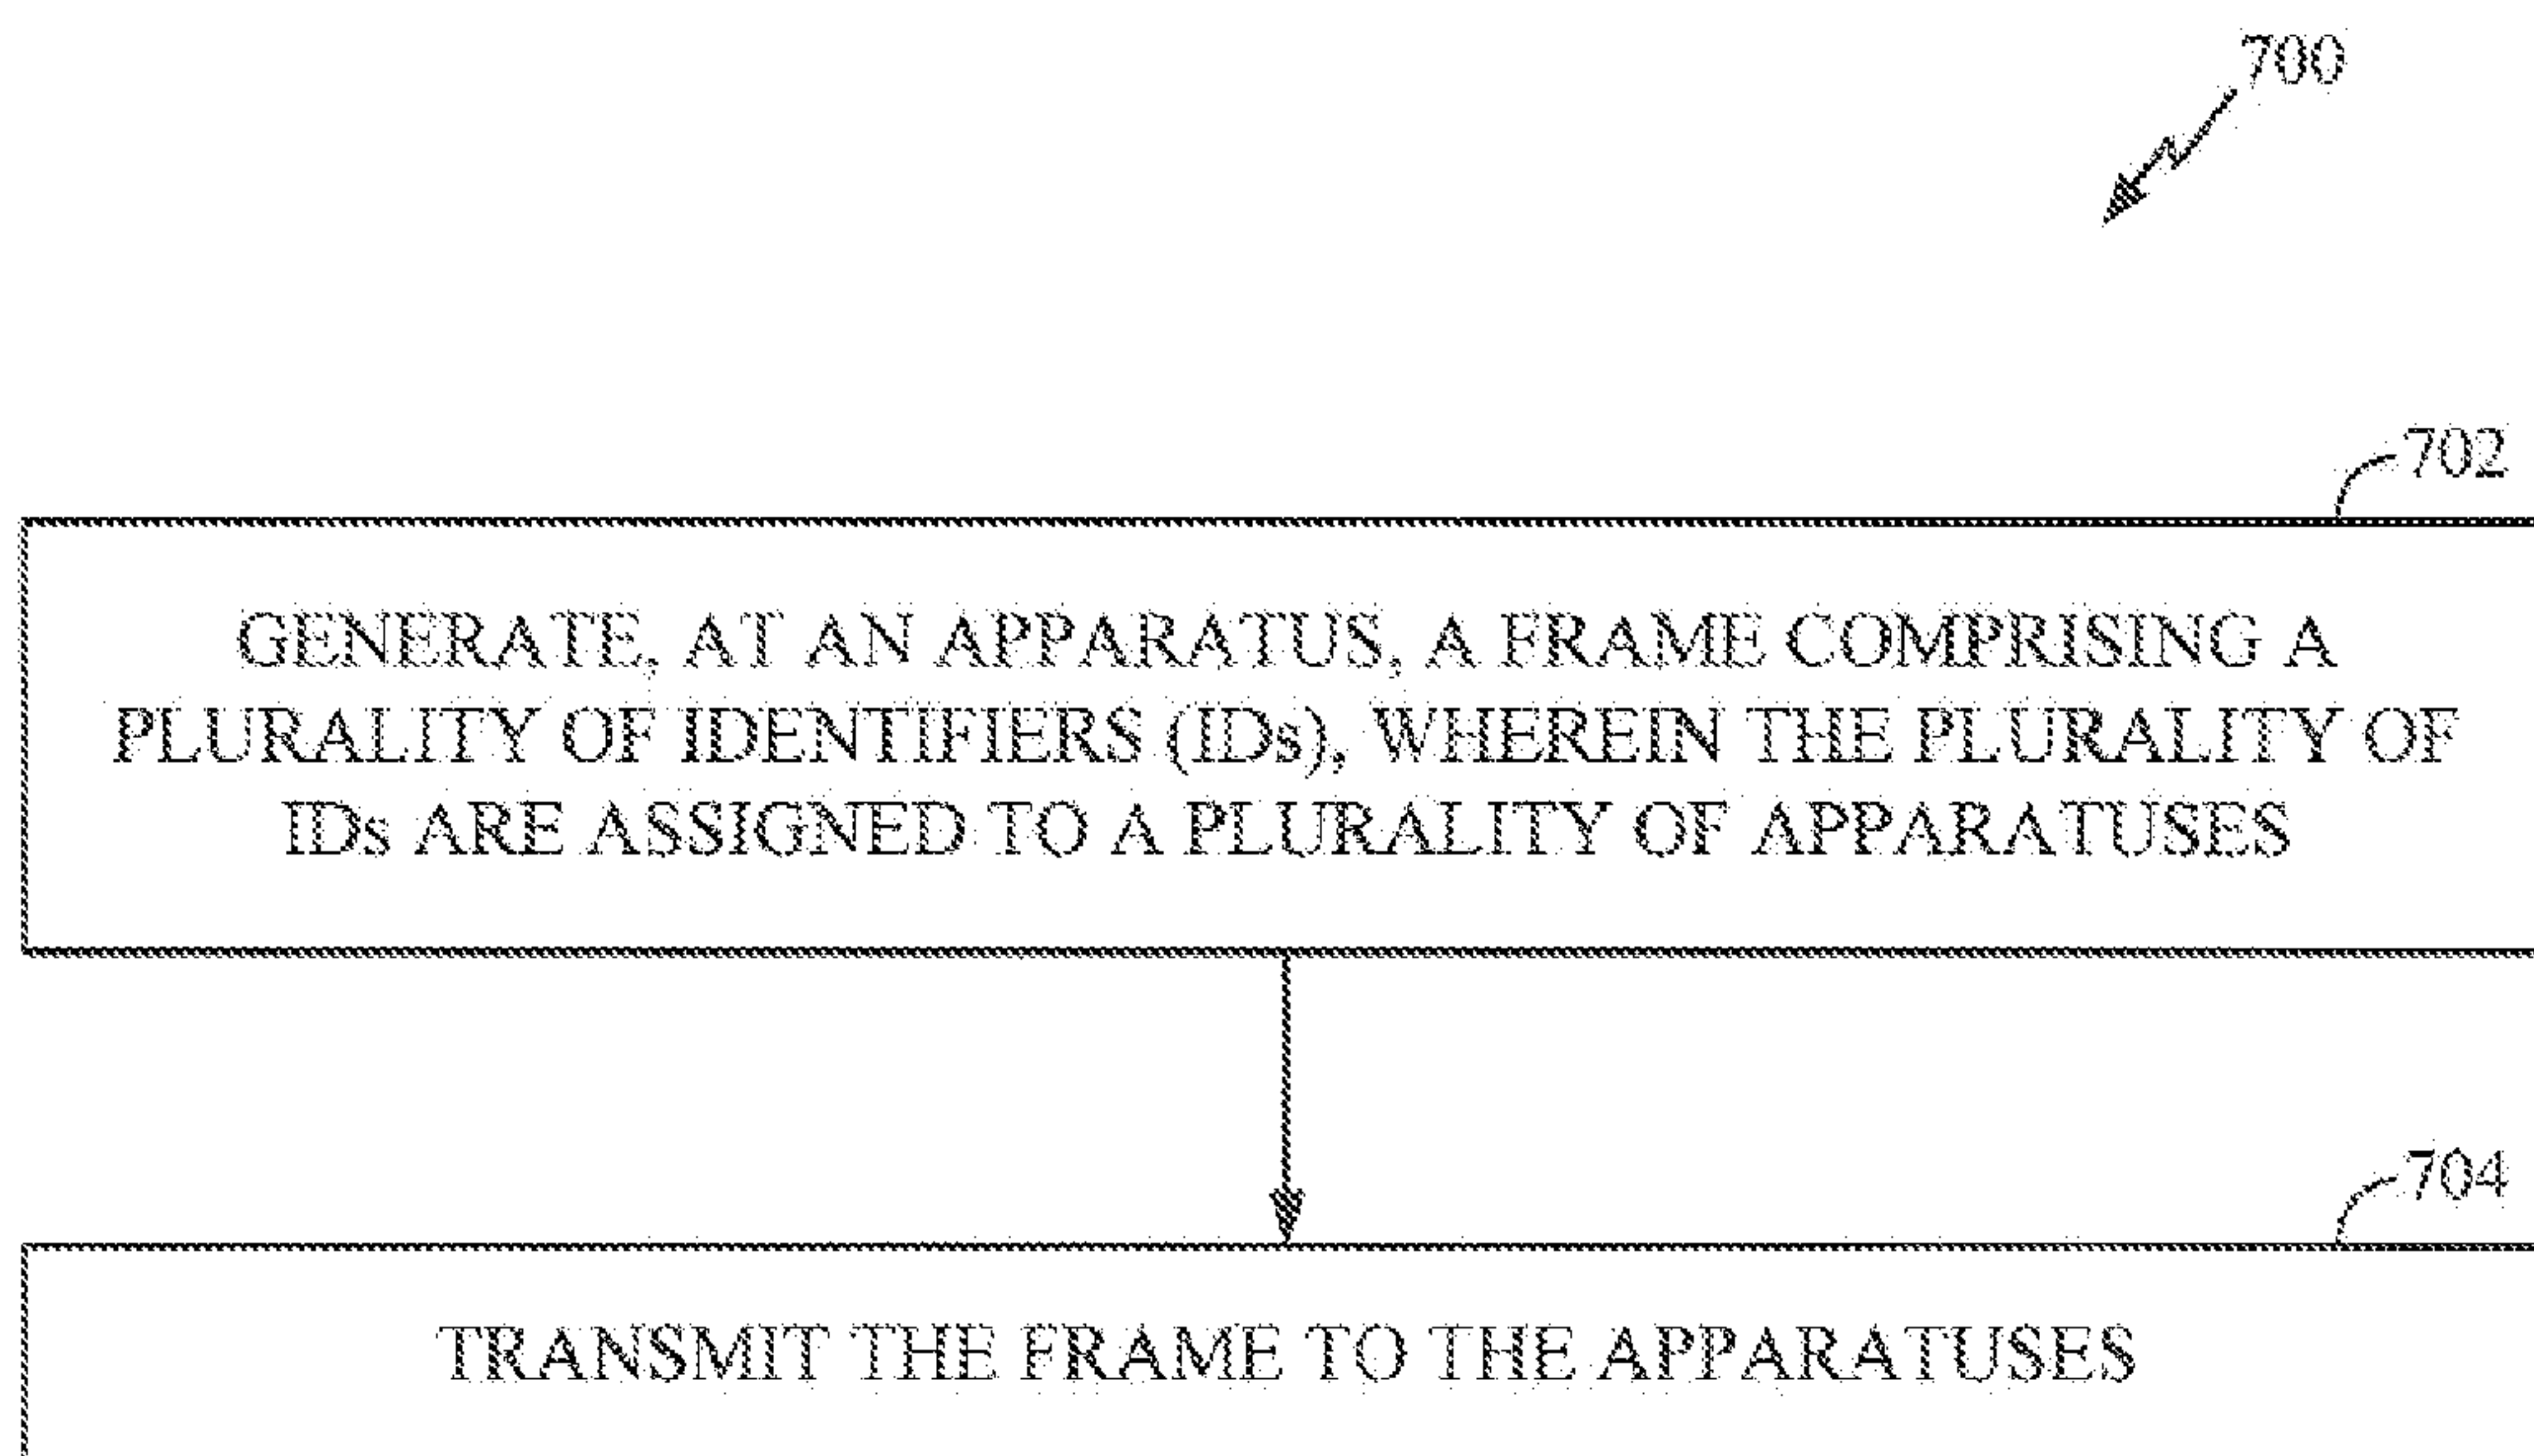 700
702
GENERATE, AT AN APPARATUS, A FRAME COMPRISING A
PLURALITY OF IDENTIFIERS (IDs), WHEREIN THE PLURALITY OF
IDs ARE ASSIGNED TO A PLURALITY OF APPARATUSES
704
TRANSMIT THE FRAME TO THE APPARATUSES